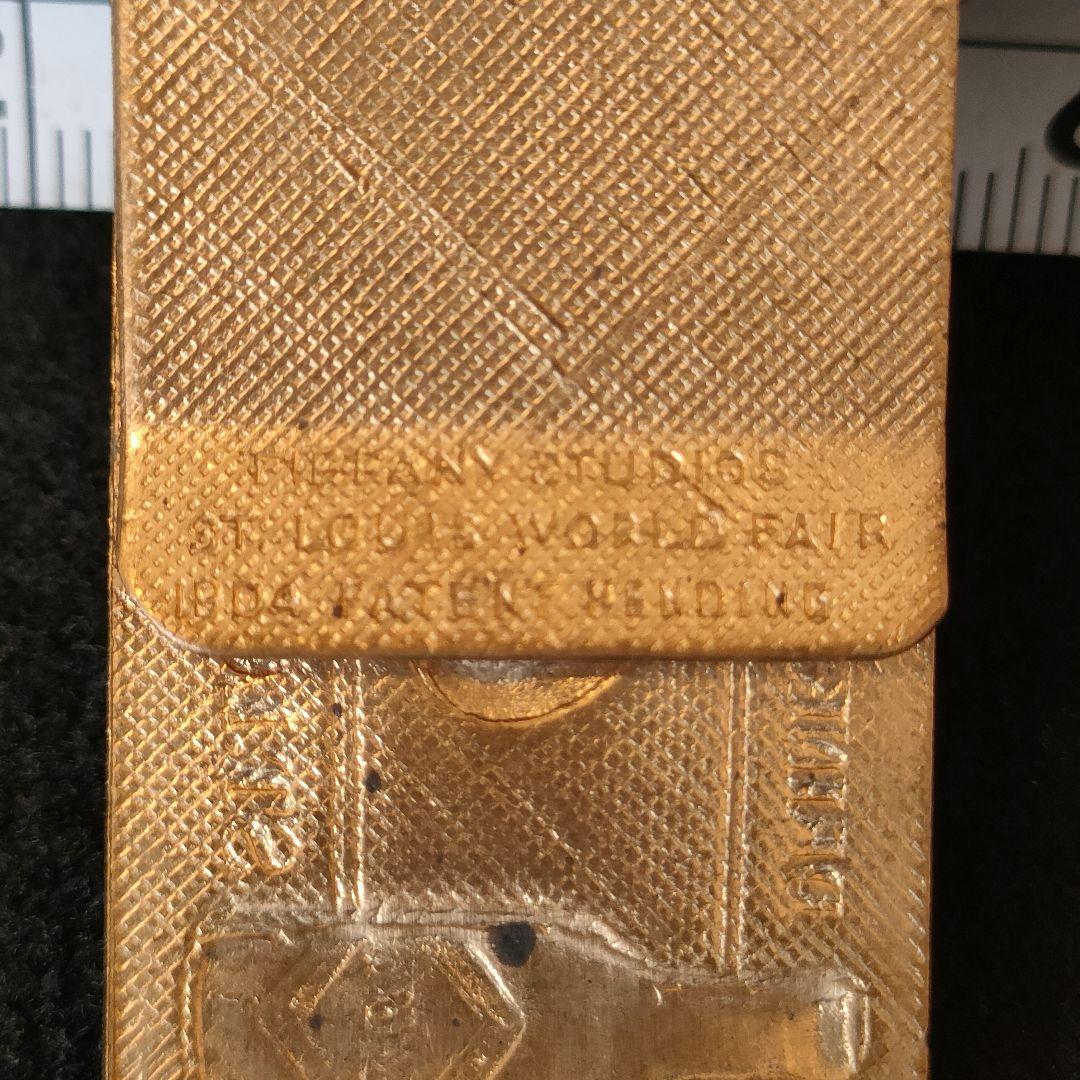 TIFFANY STUDIOS
ST. LOUIS WORLD FAIR
1904 PATENT PENDING